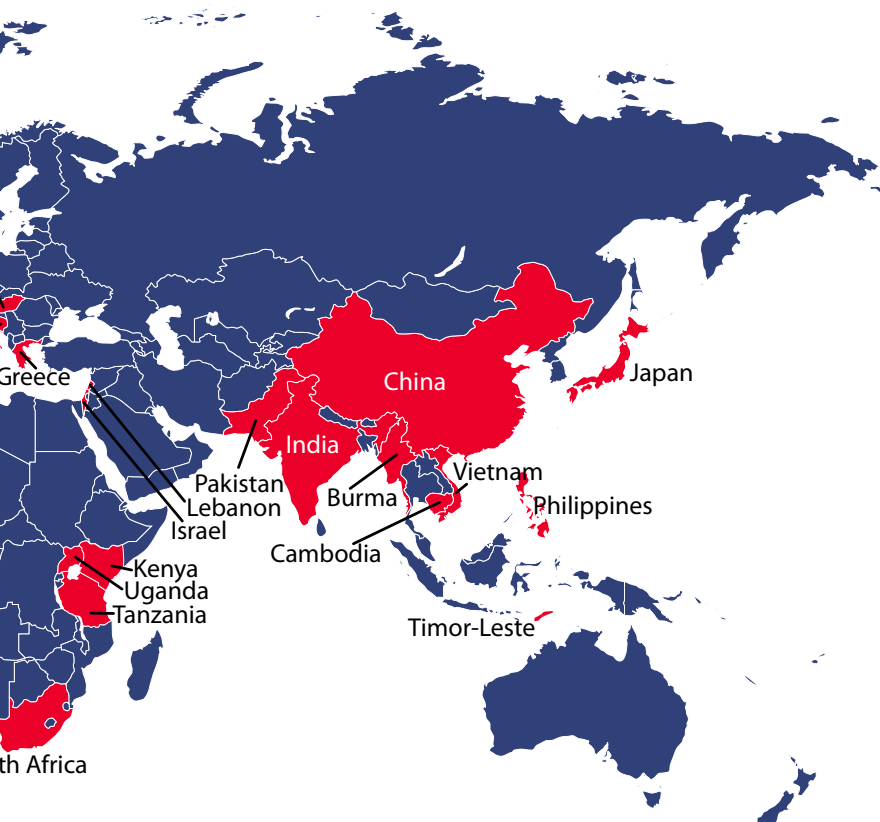 Greece
China
Japan
India
Pakistan
Lebanon
Israel
Burma
Vietnam
Philippines
Cambodia
Kenya
Uganda
Tanzania
Timor-Leste
th Africa